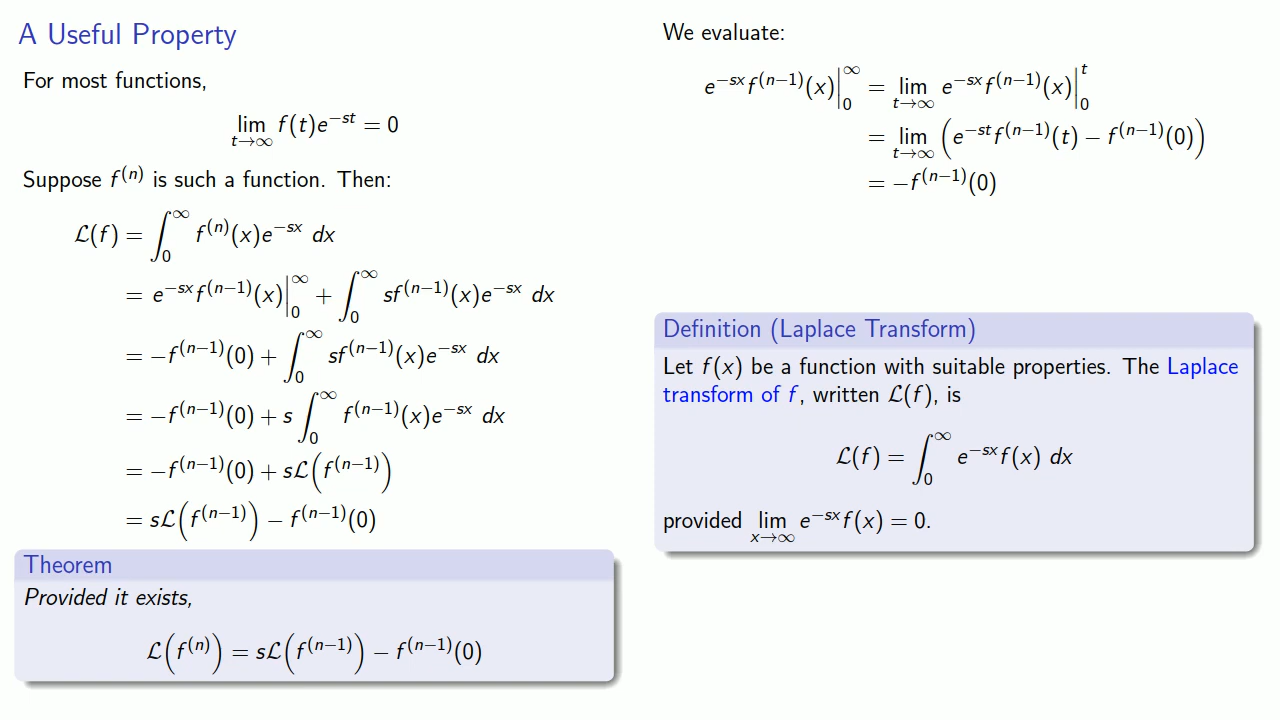 A Useful Property
For most functions,
lim_{t→∞} f(t)e^{−st} = 0
Suppose f^{(n)} is such a function. Then:
ℒ(f) = ∫_0^∞ f^{(n)}(x)e^{−sx} dx
= e^{−sx}f^{(n−1)}(x)|_0^∞ + ∫_0^∞ sf^{(n−1)}(x)e^{−sx} dx
= −f^{(n−1)}(0) + ∫_0^∞ sf^{(n−1)}(x)e^{−sx} dx
= −f^{(n−1)}(0) + s ∫_0^∞ f^{(n−1)}(x)e^{−sx} dx
= −f^{(n−1)}(0) + sℒ(f^{(n−1)})
= sℒ(f^{(n−1)}) − f^{(n−1)}(0)
Theorem
Provided it exists,
ℒ(f^{(n)}) = sℒ(f^{(n−1)}) − f^{(n−1)}(0)
We evaluate:
e^{−sx}f^{(n−1)}(x)|_0^∞ = lim_{t→∞} e^{−sx}f^{(n−1)}(x)|_0^t
= lim_{t→∞} (e^{−st}f^{(n−1)}(t) − f^{(n−1)}(0))
= −f^{(n−1)}(0)
Definition (Laplace Transform)
Let f(x) be a function with suitable properties. The Laplace
transform of f, written ℒ(f), is
ℒ(f) = ∫_0^∞ e^{−sx}f(x) dx
provided lim_{x→∞} e^{−sx}f(x) = 0.